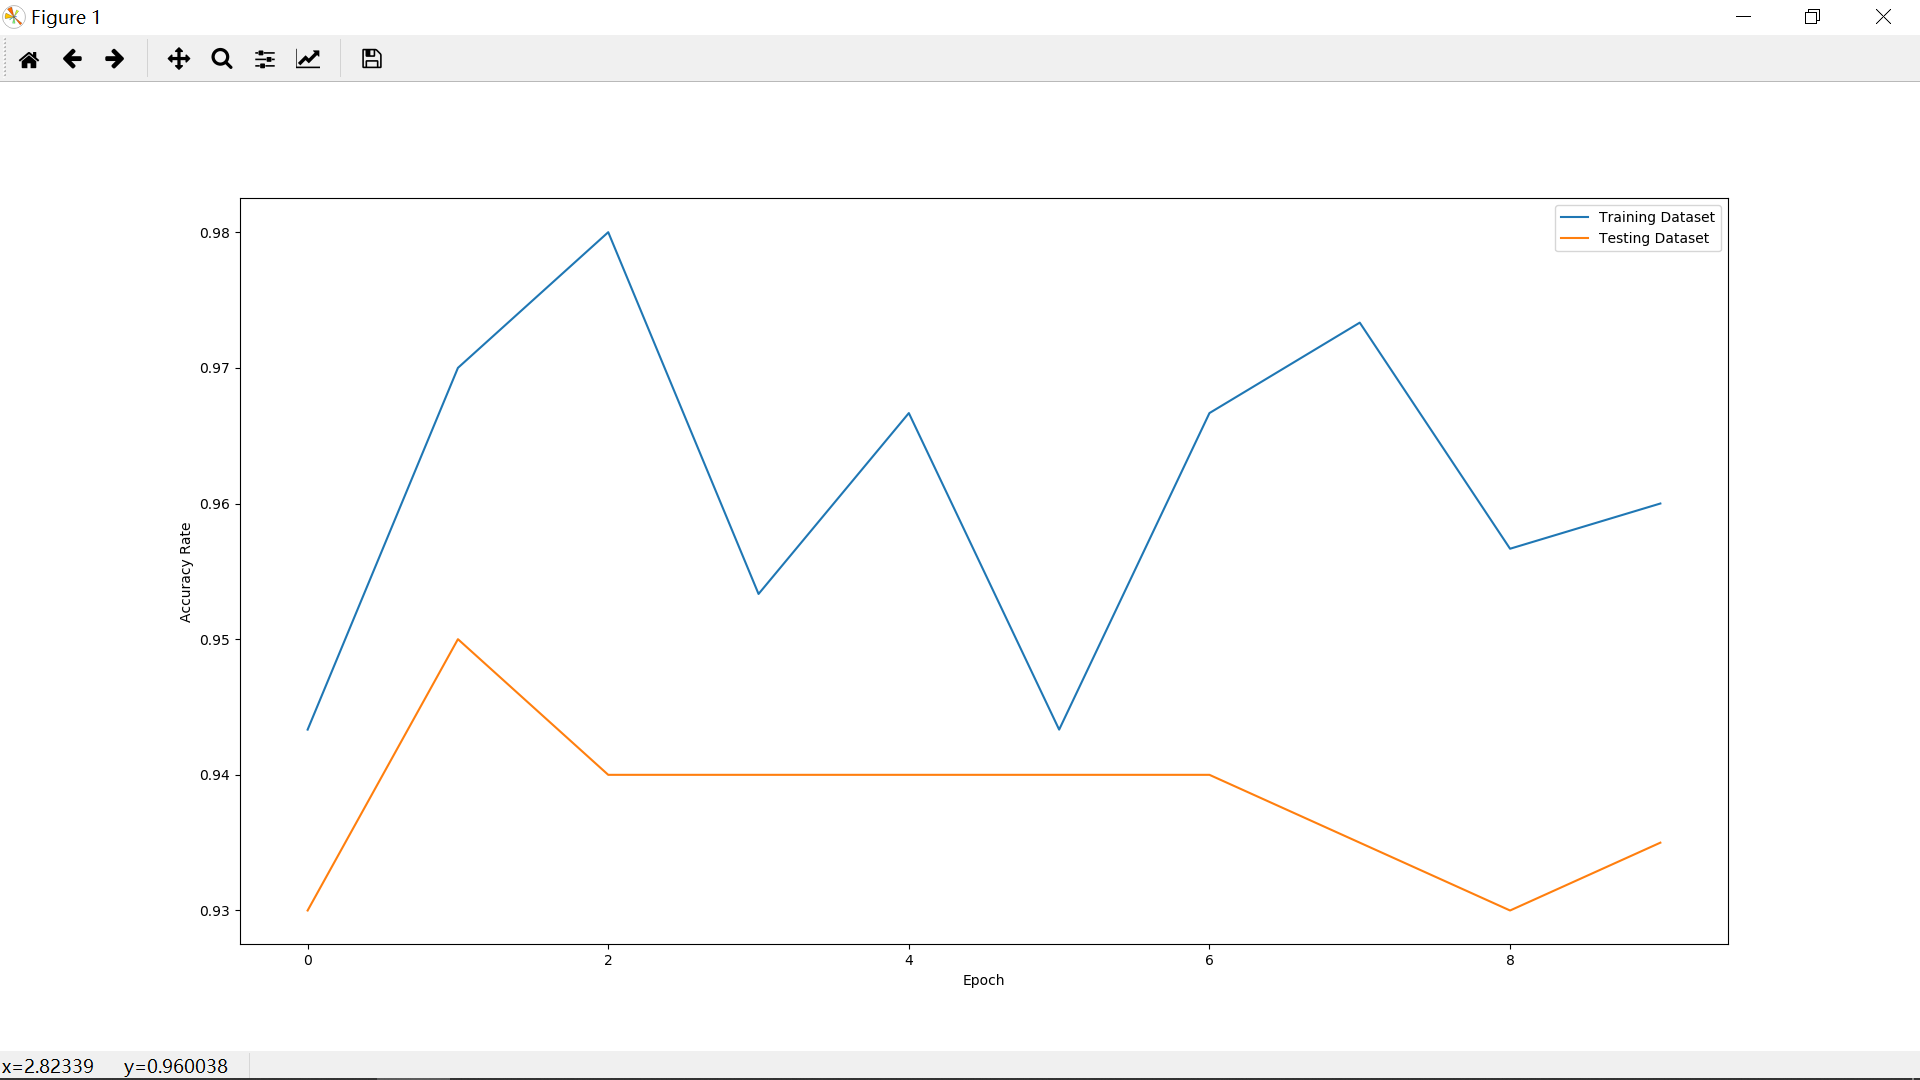 Figure 1
Training Dataset
Testing Dataset
0.98
0.97
0.96
0.95
0.94
0.93
Accuracy Rate
0 2 4 6 8
Epoch
x=2.82339 y=0.960038